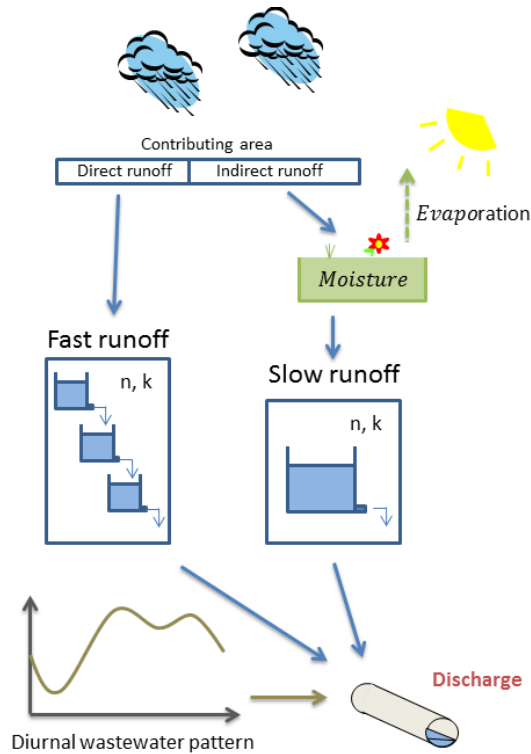 Contributing area
Direct runoff
Indirect runoff
Evaporation
Moisture
Fast runoff
n, k
Slow runoff
n, k
Discharge
Diurnal wastewater pattern